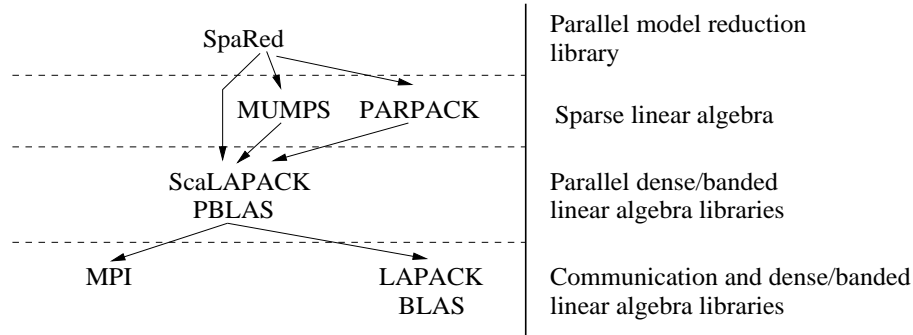 SpaRed
Parallel model reduction
library
MUMPS PARPACK
Sparse linear algebra
ScaLAPACK
PBLAS
Parallel dense/banded
linear algebra libraries
MPI
LAPACK
BLAS
Communication and dense/banded
linear algebra libraries